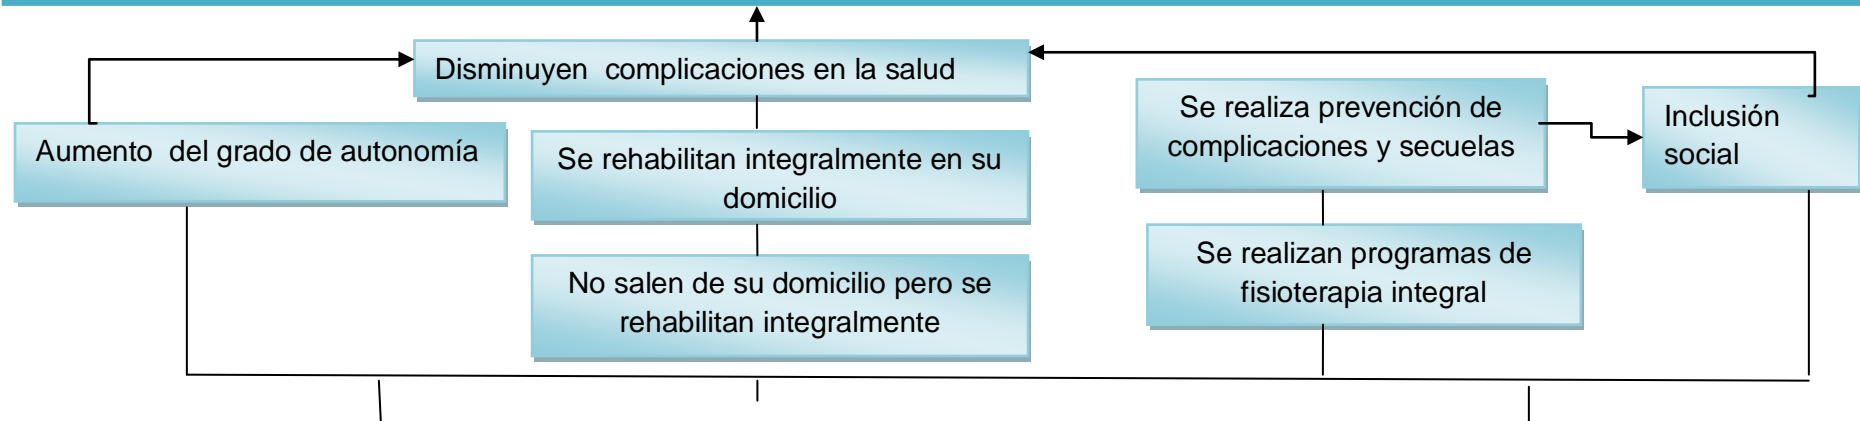 Disminuyen  complicaciones en la salud
Aumento  del grado de autonomía
Se rehabilitan integralmente en su
domicilio
No salen de su domicilio pero se
rehabilitan integralmente
Se realiza prevención de
complicaciones y secuelas
Se realizan programas de
fisioterapia integral
Inclusión
social